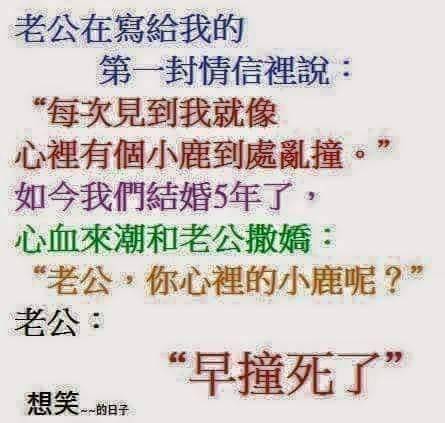 老公在寫給我的
第一封情信裡說：
“每次見到我就像
心裡有個小鹿到處亂撞。”
如今我們結婚5年了，
心血來潮和老公撒嬌：
“老公，你心裡的小鹿呢？”
老公：
“早撞死了”
想笑~~的日子